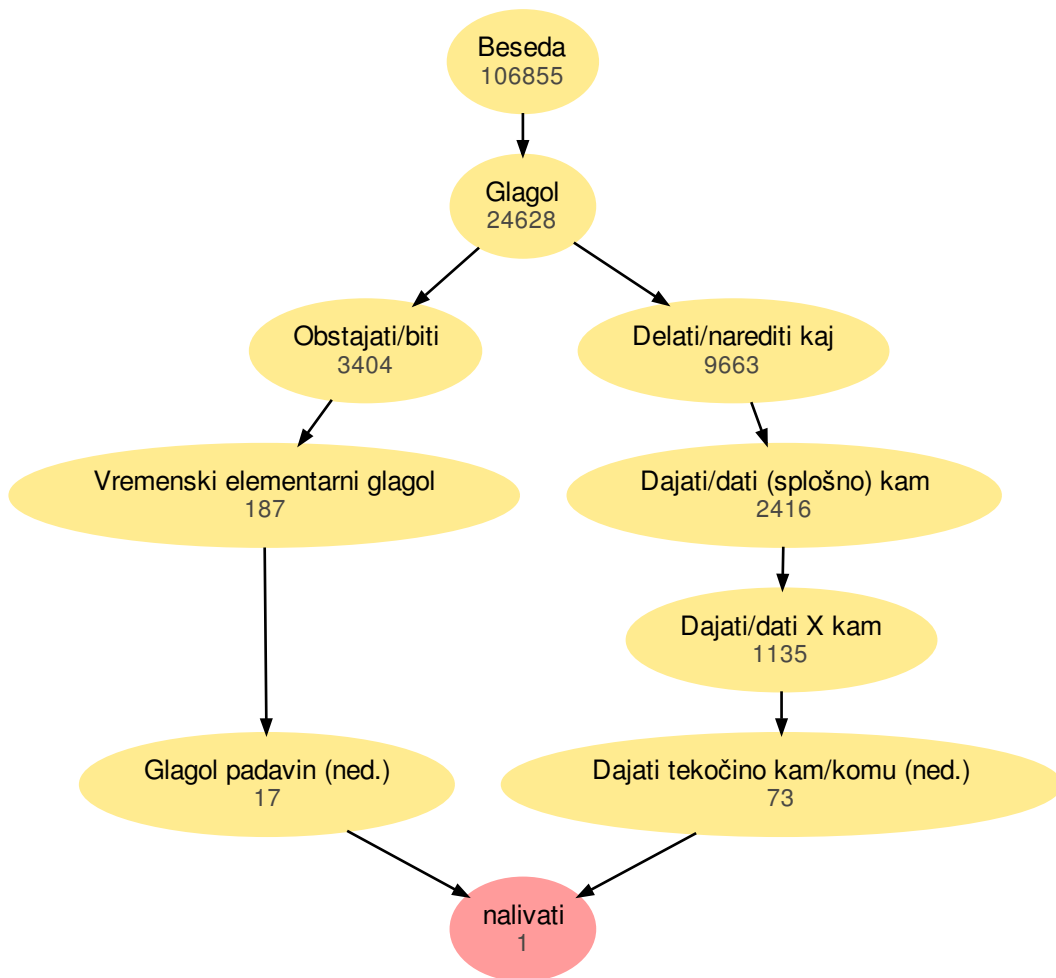 Beseda
106855
Glagol
24628
Obstajati/biti
3404
Delati/narediti kaj
9663
Vremenski elementarni glagol
187
Dajati/dati (splošno) kam
2416
Dajati/dati X kam
1135
Glagol padavin (ned.)
17
Dajati tekočino kam/komu (ned.)
73
nalivati
1